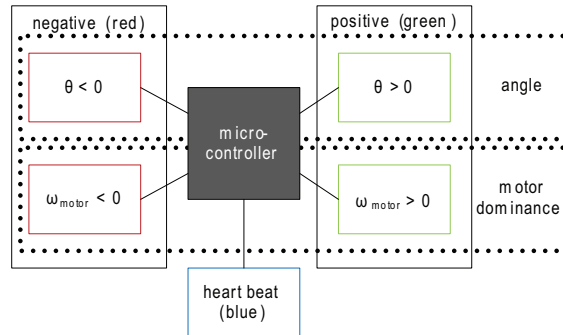 negative (red)
positive (green)
θ < 0
θ > 0
angle
micro-
controller
ω motor < 0
ω motor > 0
motor
dominance
heart beat
(blue)